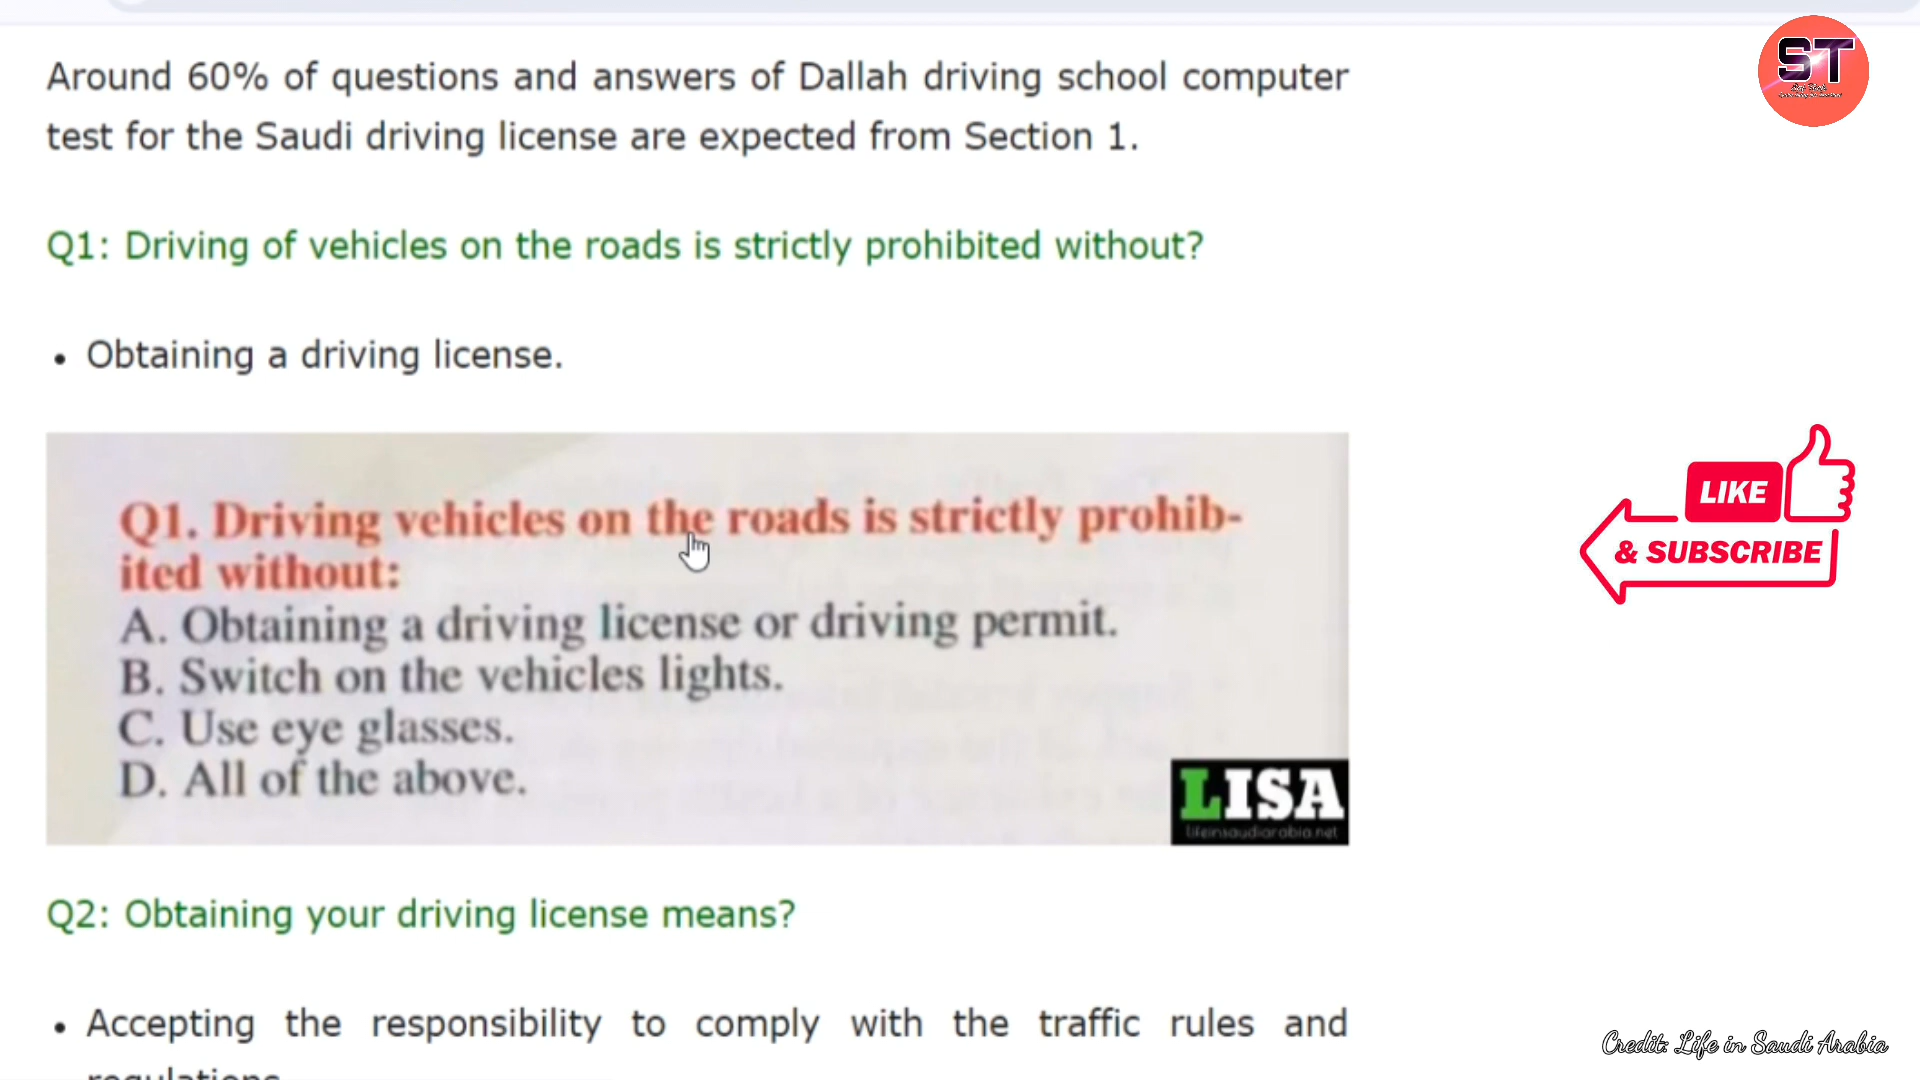 ST
Around 60% of questions and answers of Dallah driving school computer
test for the Saudi driving license are expected from Section 1.
Q1: Driving of vehicles on the roads is strictly prohibited without?
• Obtaining a driving license.
Q1. Driving vehicles on the roads is strictly prohib-
ited without:
A. Obtaining a driving license or driving permit.
B. Switch on the vehicles lights.
C. Use eye glasses.
D. All of the above.
LISA
lifeinsaudiarabia.net
LIKE
& SUBSCRIBE
Q2: Obtaining your driving license means?
• Accepting the responsibility to comply with the traffic rules and
regulations
Credit: Life in Saudi Arabia